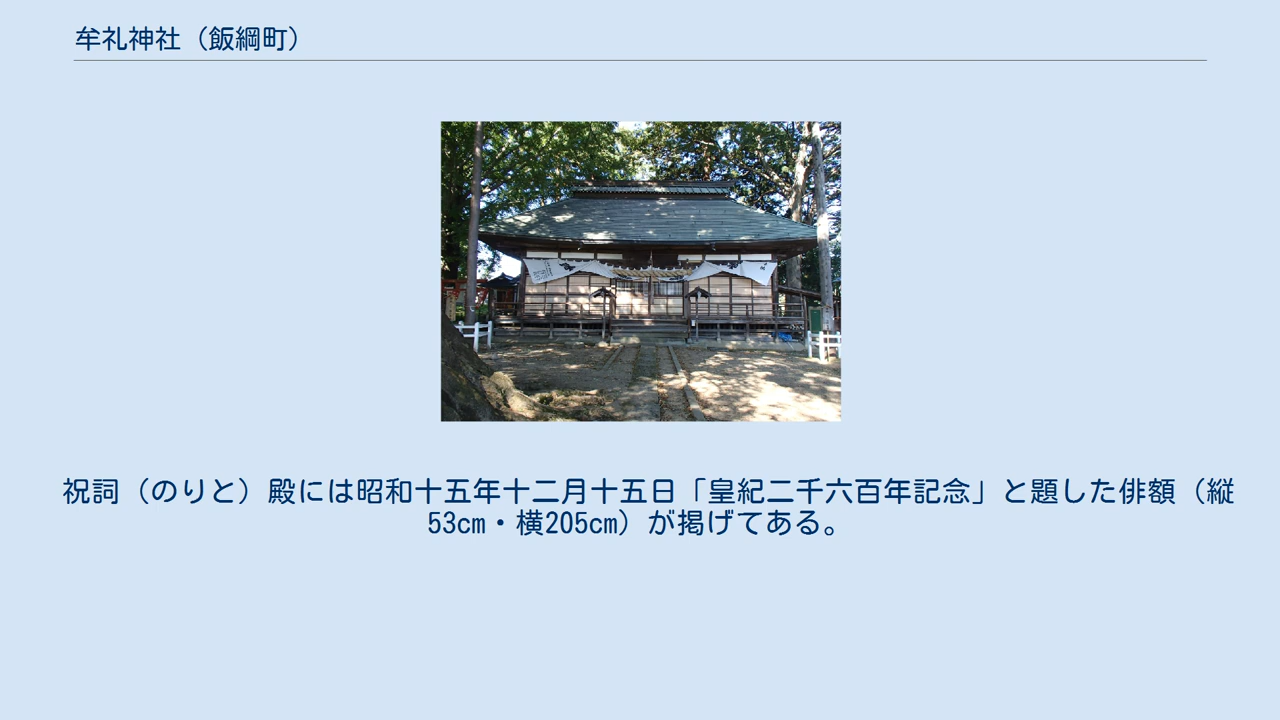 牟礼神社（飯綱町）
祝詞（のりと）殿には昭和十五年十二月十五日「皇紀二千六百年記念」と題した俳額（縦
53cm・横205cm）が掲げてある。